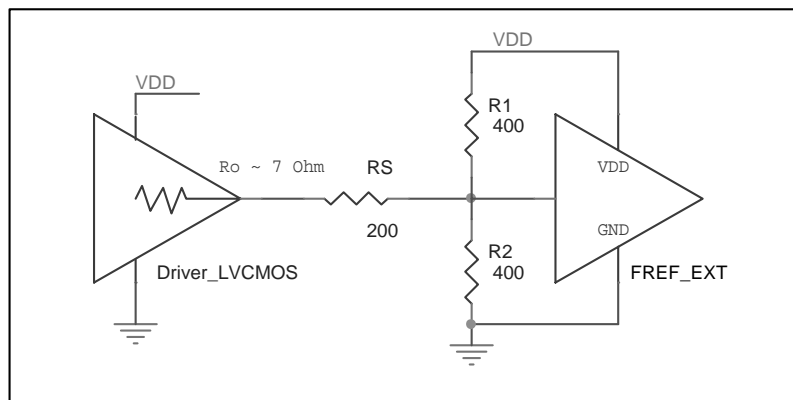 VDD
VDD
R1
400
Ro ~ 7 Ohm
RS
VDD
200
GND
R2
400
Driver_LVCMOS
FREF_EXT